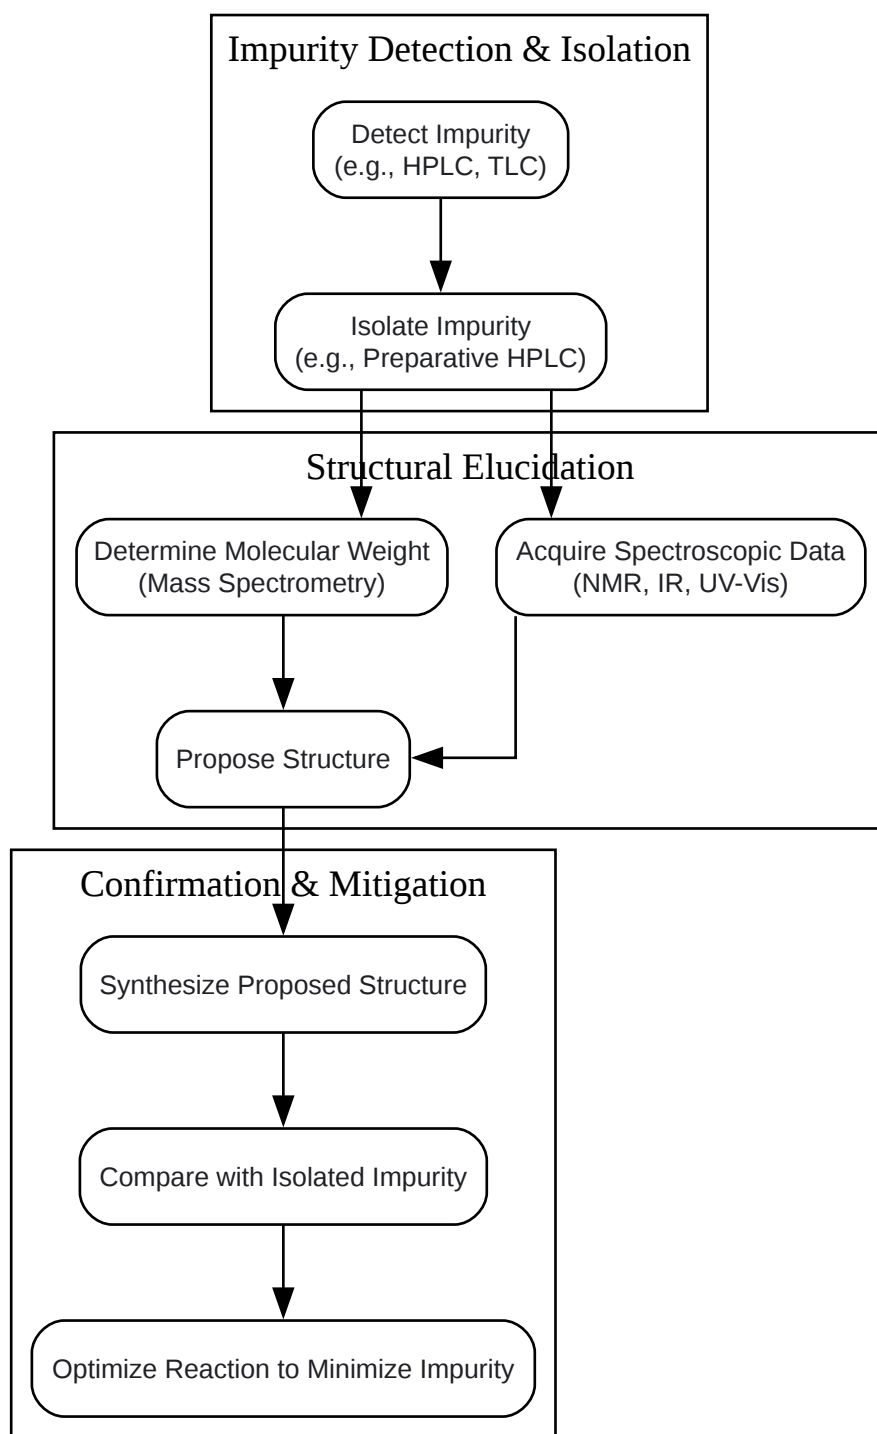 Impurity Detection & Isolation
Detect Impurity
(e.g., HPLC, TLC)
Isolate Impurity
(e.g., Preparative HPLC)
Structural Elucidation
Determine Molecular Weight
(Mass Spectrometry)
Acquire Spectroscopic Data
(NMR, IR, UV-Vis)
Propose Structure
Confirmation & Mitigation
Synthesize Proposed Structure
Compare with Isolated Impurity
Optimize Reaction to Minimize Impurity